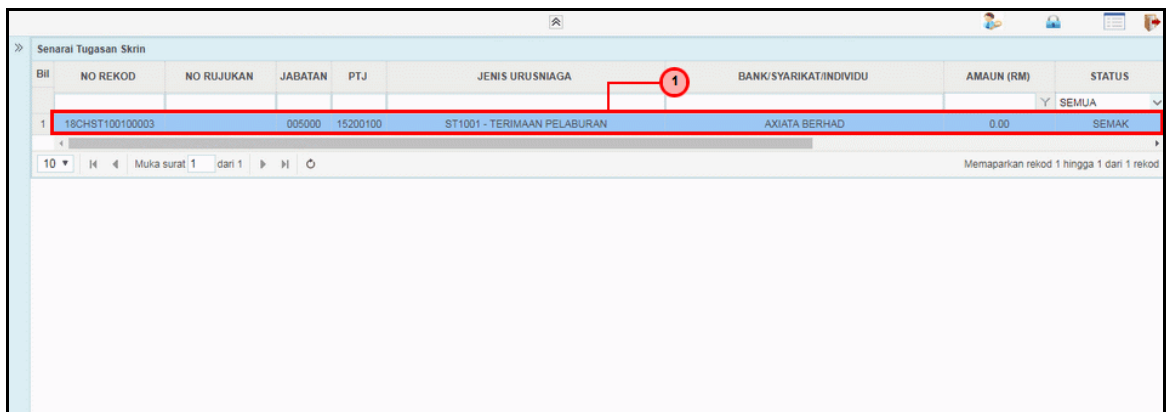 Senarai Tugasan Skrin
Bil NO REKOD NO RUJUKAN JABATAN PTJ JENIS URUSNIAGA BANK/SYARIKAT/INDIVIDU AMAUN (RM) STATUS
1
SEMUA
1 18CHST100100003 005000 15200100 ST1001 - TERIMAAN PELABURAN AXIATA BERHAD 0.00 SEMAK
10 Muka surat 1 dari 1 Memaparkan rekod 1 hingga 1 dari 1 rekod